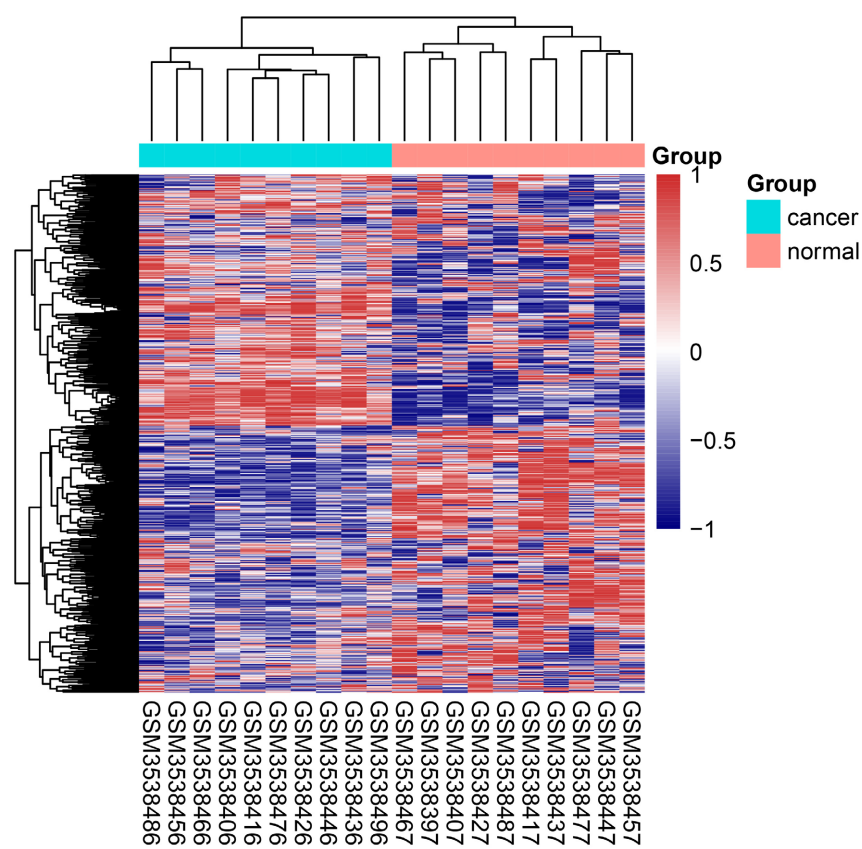 Group
1
0.5
0
−0.5
−1
Group
cancer
normal
GSM3538486
GSM3538456
GSM3538466
GSM3538406
GSM3538416
GSM3538476
GSM3538426
GSM3538446
GSM3538436
GSM3538496
GSM3538467
GSM3538397
GSM3538407
GSM3538427
GSM3538487
GSM3538417
GSM3538437
GSM3538477
GSM3538447
GSM3538457